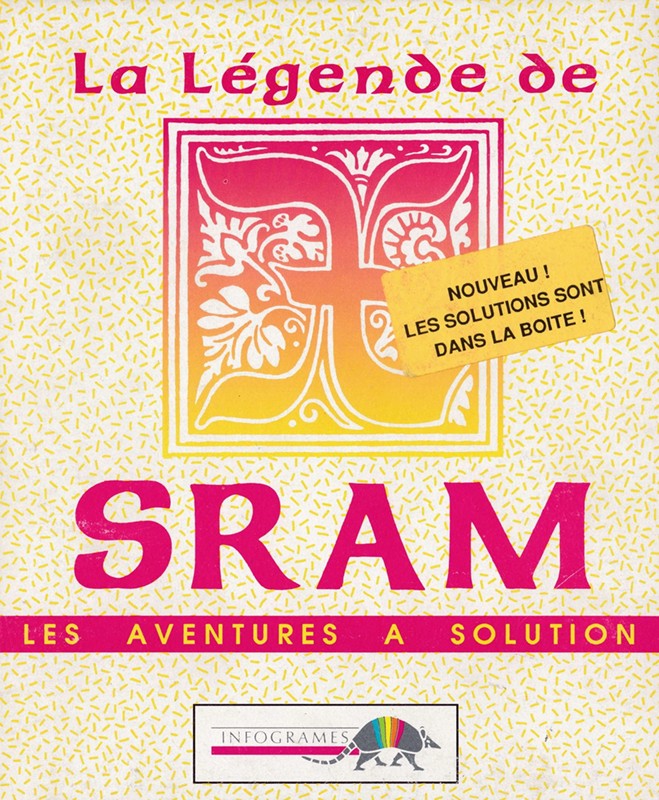 La Légende de
NOUVEAU !
LES SOLUTIONS SONT
DANS LA BOITE !
SRAM
LES AVENTURES A SOLUTION
INFOGRAMES